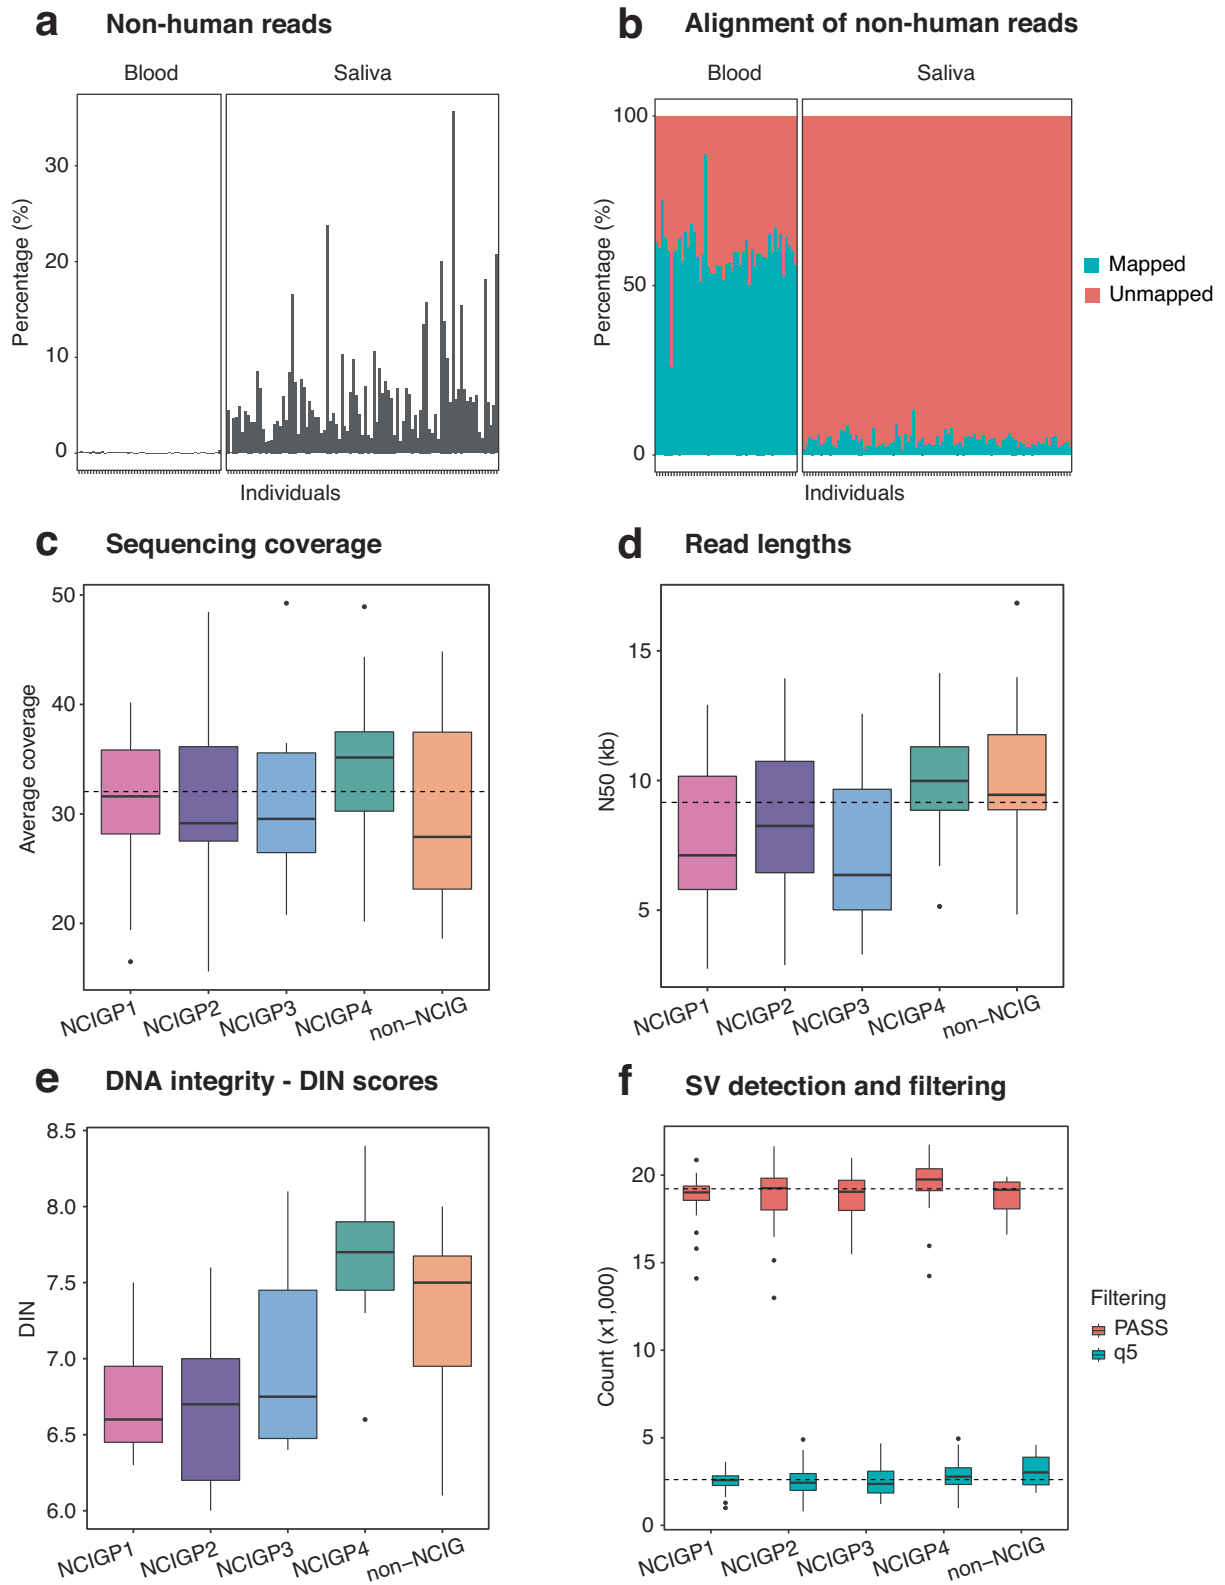 a Non-human reads
Blood Saliva
Percentage (%)
30
20
10
0
Individuals
b Alignment of non-human reads
Blood Saliva
Percentage (%)
100
50
0
Individuals
Mapped
Unmapped
c Sequencing coverage
Average coverage
50
40
30
20
NCIGP1 NCIGP2 NCIGP3 NCIGP4 non-NCIG
d Read lengths
N50 (kb)
15
10
5
NCIGP1 NCIGP2 NCIGP3 NCIGP4 non-NCIG
e DNA integrity - DIN scores
DIN
8.5
8.0
7.5
7.0
6.5
6.0
NCIGP1 NCIGP2 NCIGP3 NCIGP4 non-NCIG
f SV detection and filtering
Count (x1,000)
20
15
10
5
0
NCIGP1 NCIGP2 NCIGP3 NCIGP4 non-NCIG
Filtering
PASS
q5